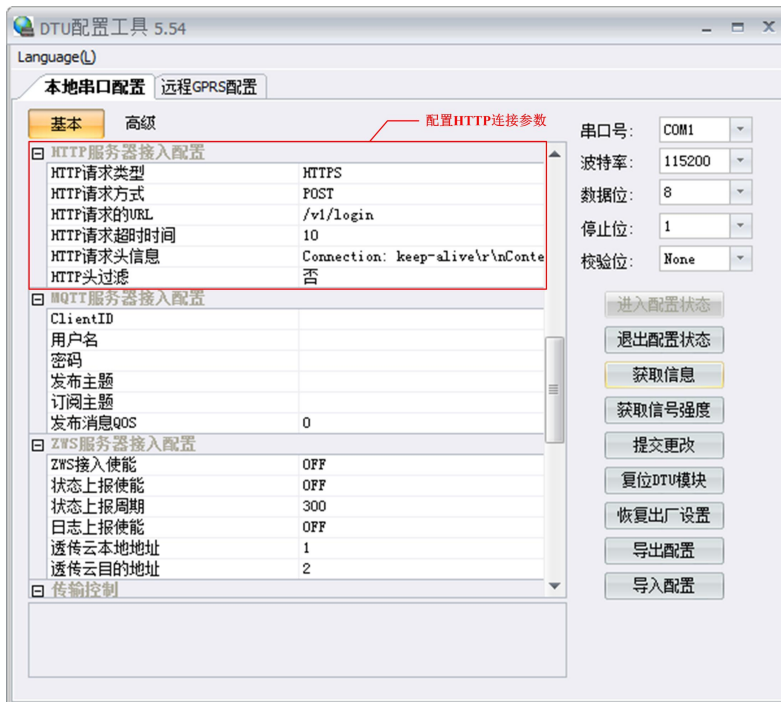 DTU配置工具 5.54
Language(L)
本地串口配置 远程GPRS配置
基本 高级
配置HTTP连接参数
HTTP服务器接入配置
HTTP请求类型 HTTPS
HTTP请求方式 POST
HTTP请求的URL /v1/login
HTTP请求超时时间 10
HTTP请求头信息 Connection: keep-alive\r\nConte
HTTP头过滤 否
MQTT服务器接入配置
ClientID
用户名
密码
发布主题
订阅主题
发布消息QOS 0
ZWS服务器接入配置
ZWS接入使能 OFF
状态上报使能 OFF
状态上报周期 300
日志上报使能 OFF
透传云本地地址 1
透传云目的地址 2
传输控制
串口号: COM1
波特率: 115200
数据位: 8
停止位: 1
校验位: None
进入配置状态
退出配置状态
获取信息
获取信号强度
提交更改
复位DTU模块
恢复出厂设置
导出配置
导入配置